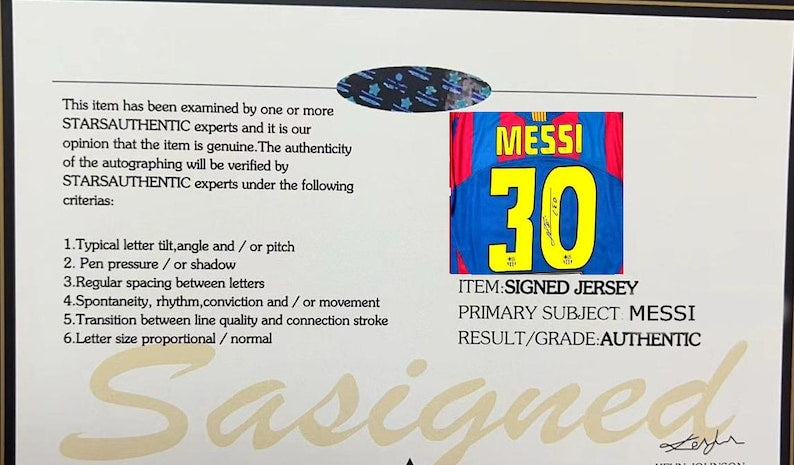 This item has been examined by one or more
STARSAUTHENTIC experts and it is our
opinion that the item is genuine.The authenticity
of the autographing will be verified by
STARSAUTHENTIC experts under the following
criterias:
1.Typical letter tilt,angle and / or pitch
2. Pen pressure / or shadow
3.Regular spacing between letters
4.Spontaneity, rhythm,conviction and / or movement
5.Transition between line quality and connection stroke
6.Letter size proportional / normal
MESSI
30
ITEM:SIGNED JERSEY
PRIMARY SUBJECT: MESSI
RESULT/GRADE:AUTHENTIC
Sasigned